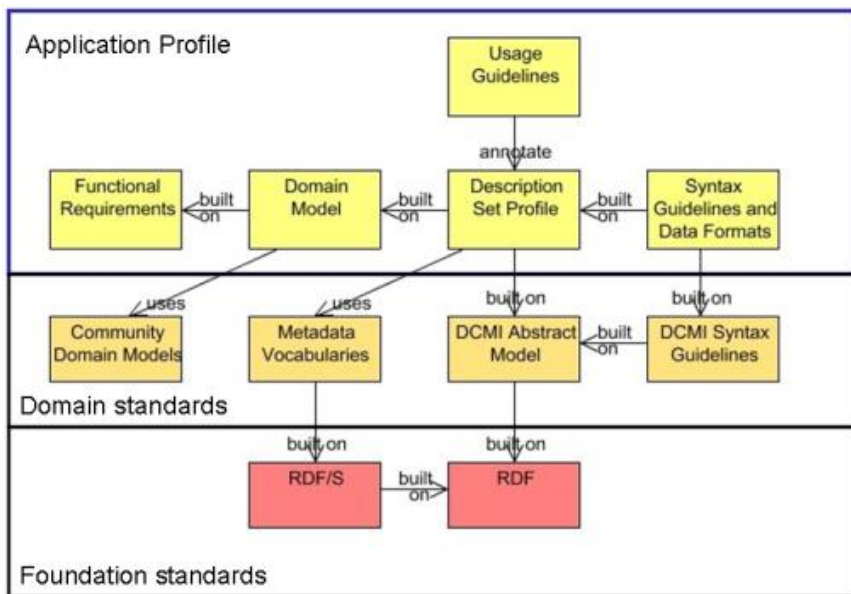 Application Profile
Usage
Guidelines
annotate
Functional
Requirements
built
on
Domain
Model
built
on
Description
Set Profile
built
on
Syntax
Guidelines and
Data Formats
uses
uses
built on
built on
Community
Domain Models
Metadata
Vocabularies
DCMI Abstract
Model
built
on
DCMI Syntax
Guidelines
Domain standards
built on
built on
RDF/S
built
on
RDF
Foundation standards